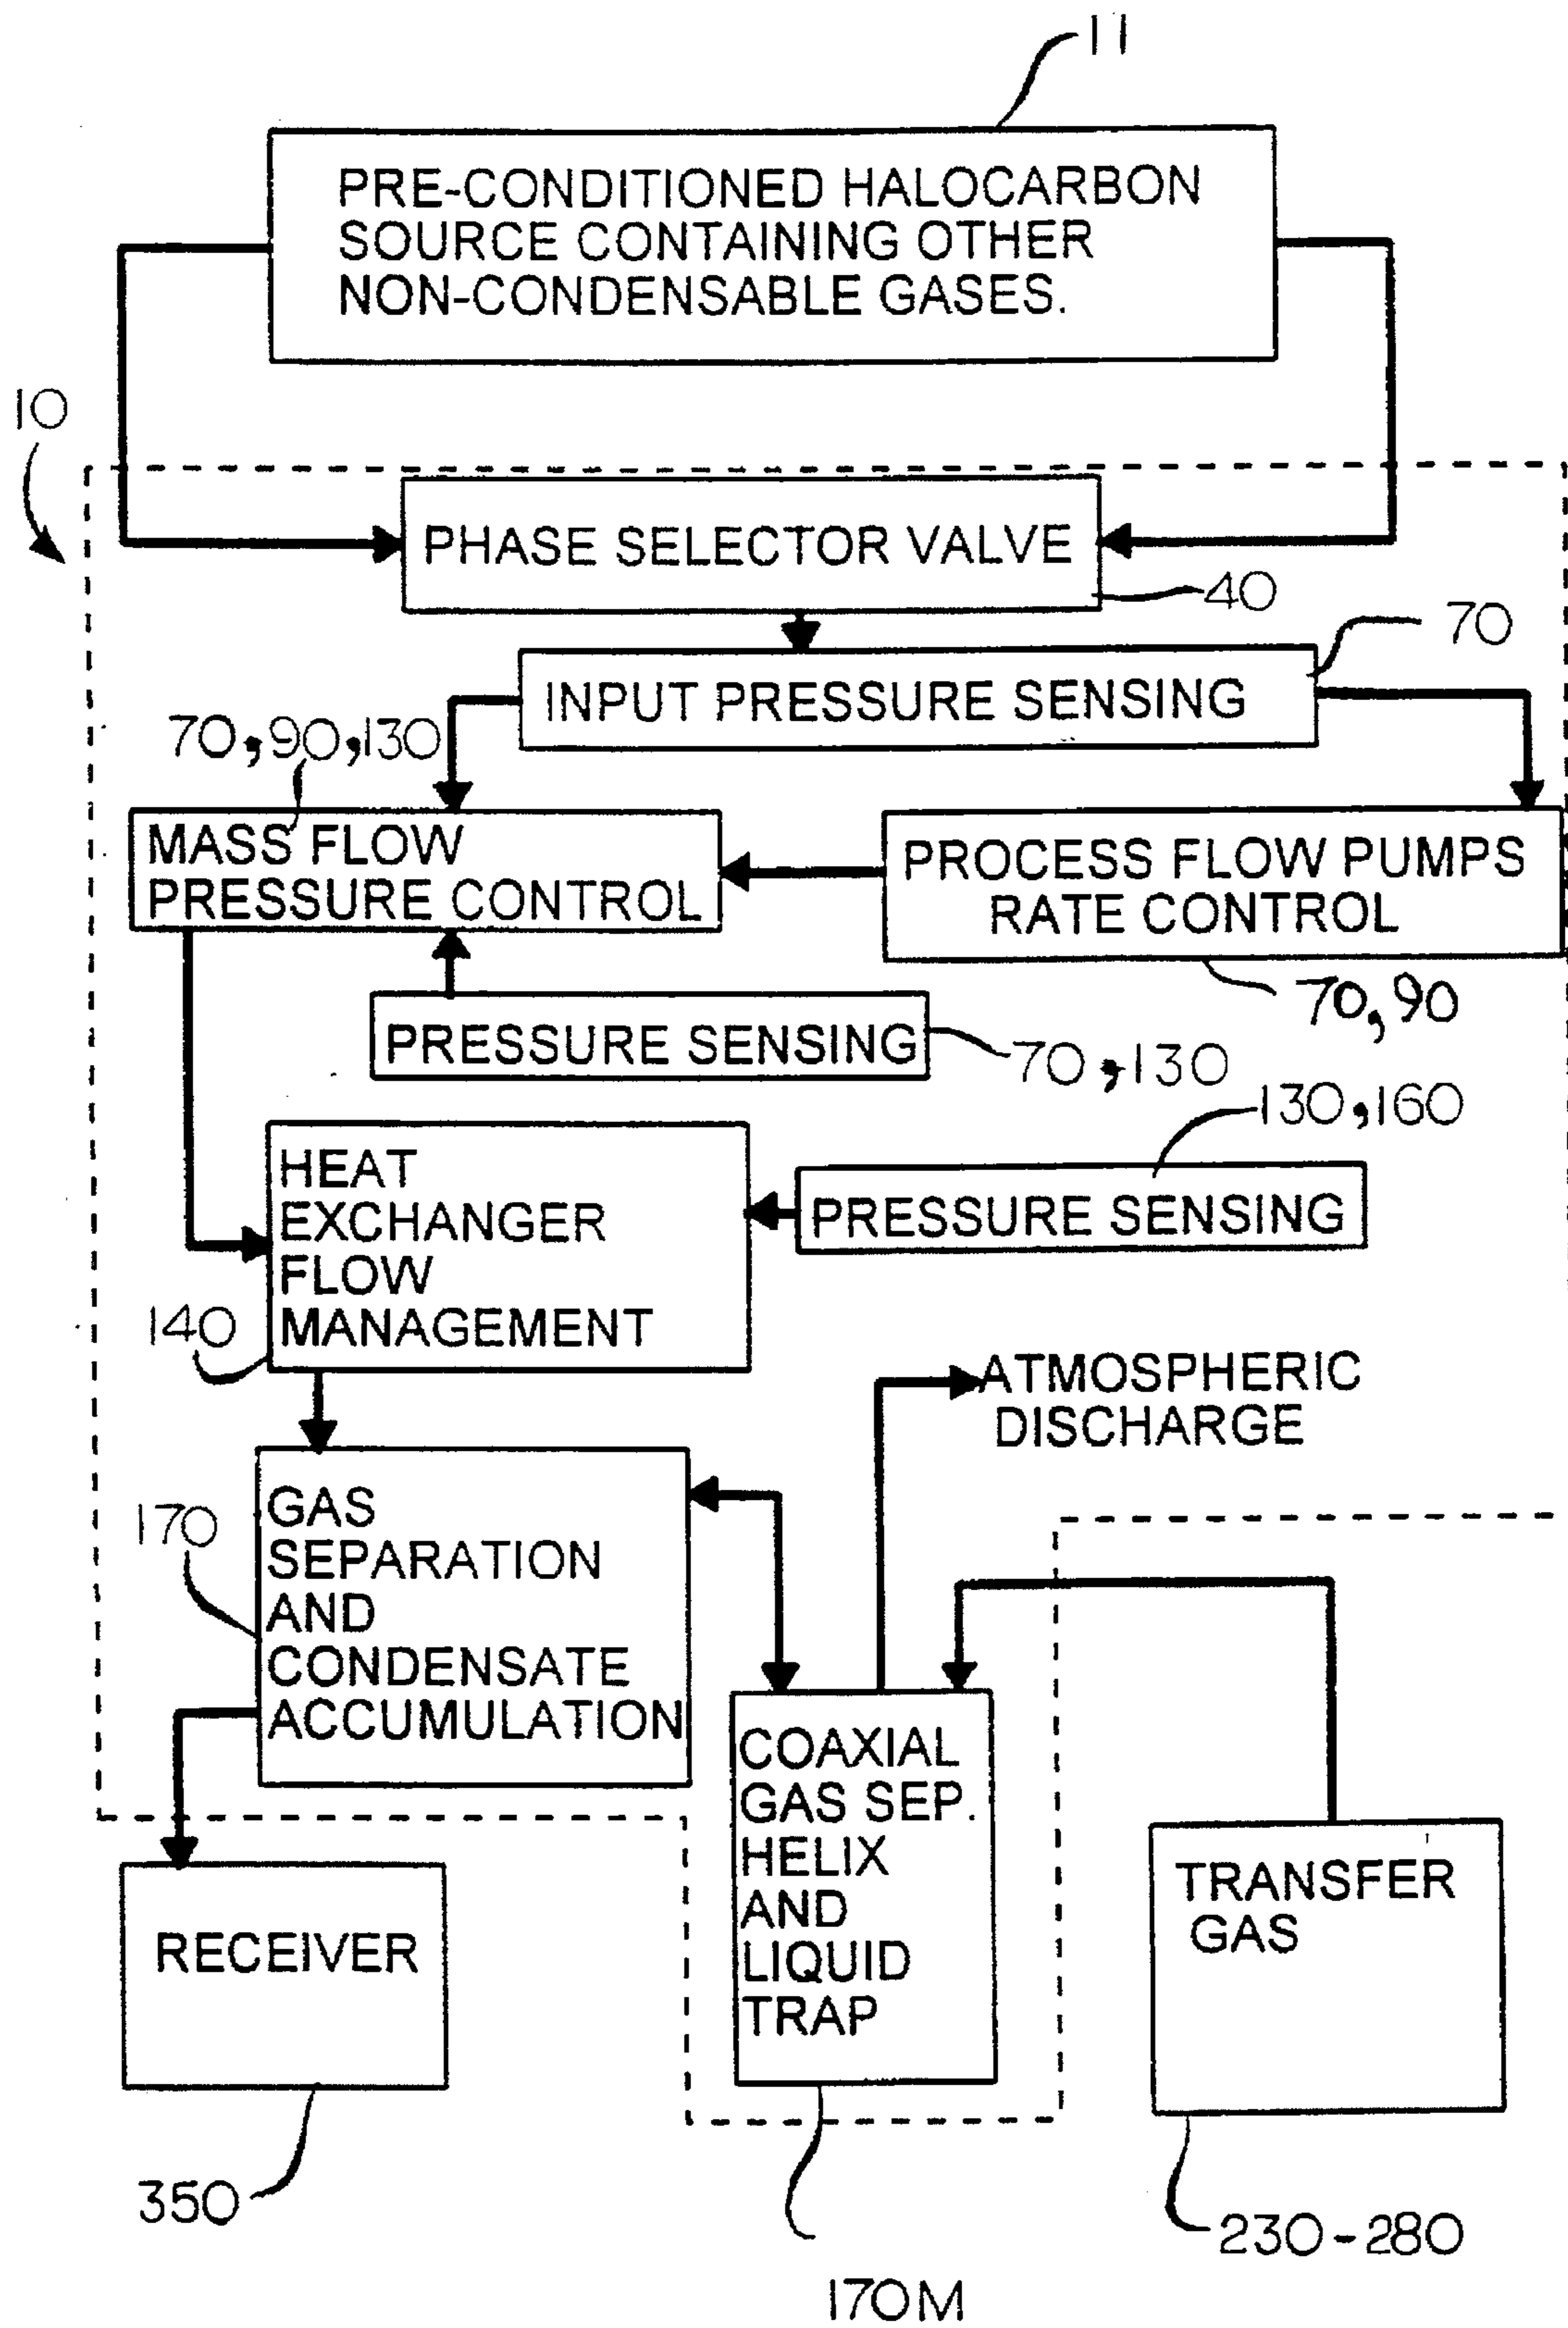 11
PRE-CONDITIONED HALOCARBON
SOURCE CONTAINING OTHER
NON-CONDENSABLE GASES.
10
PHASE SELECTOR VALVE
40
70
INPUT PRESSURE SENSING
70,90,130
MASS FLOW
PRESSURE CONTROL
PROCESS FLOW PUMPS
RATE CONTROL
70,90
PRESSURE SENSING
70,130
130,160
HEAT
EXCHANGER
FLOW
MANAGEMENT
PRESSURE SENSING
140
ATMOSPHERIC
DISCHARGE
170
GAS
SEPARATION
AND
CONDENSATE
ACCUMULATION
COAXIAL
GAS SEP.
HELIX
AND
LIQUID
TRAP
TRANSFER
GAS
RECEIVER
350
230-280
170M